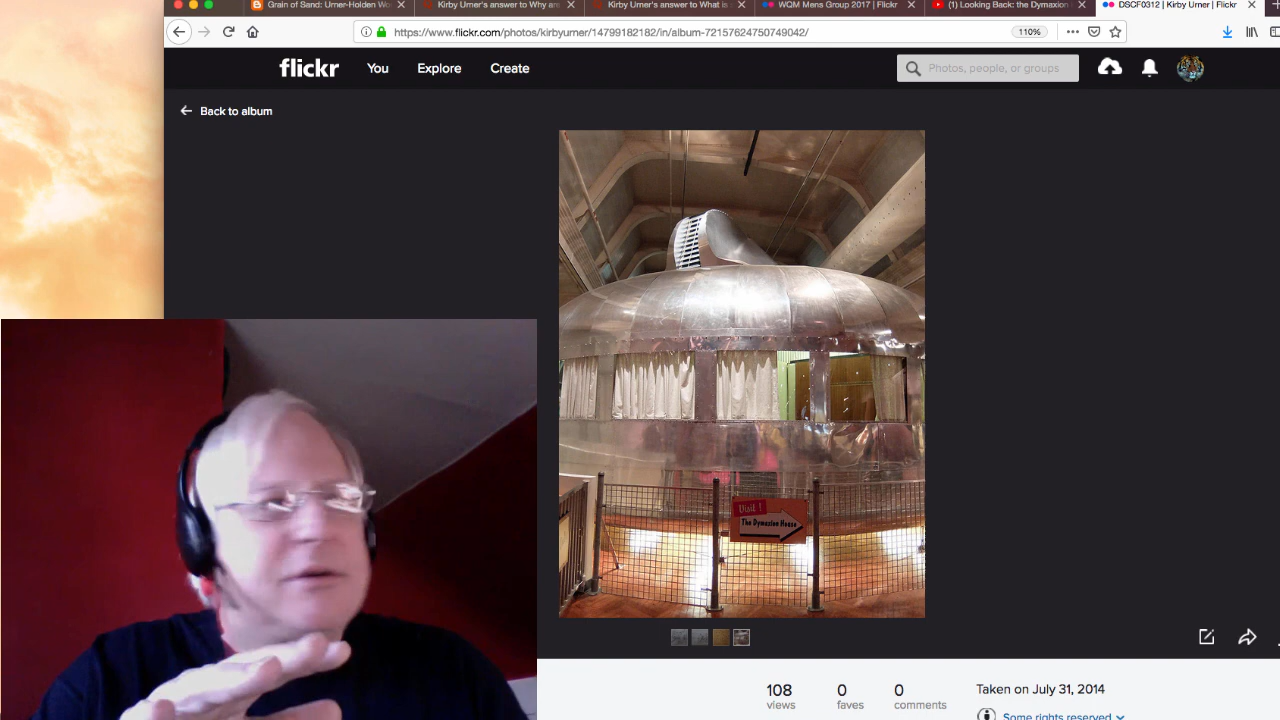 Grain of Sand: Urner-Holden Wo
Kirby Urner's answer to Why an
Kirby Urner's answer to What is
WQM Mens Group 2017 | Flickr
(1) Looking Back: the Dymaxion
DSCF0312 | Kirby Urner | Flickr
https://www.flickr.com/photos/kirbyurner/14799182182/in/album-72157624750749042/
110%
flickr
You
Explore
Create
Photos, people, or groups
Back to album
Visit !
The Dymaxion House
108
views
0
faves
0
comments
Taken on July 31, 2014
Some rights reserved